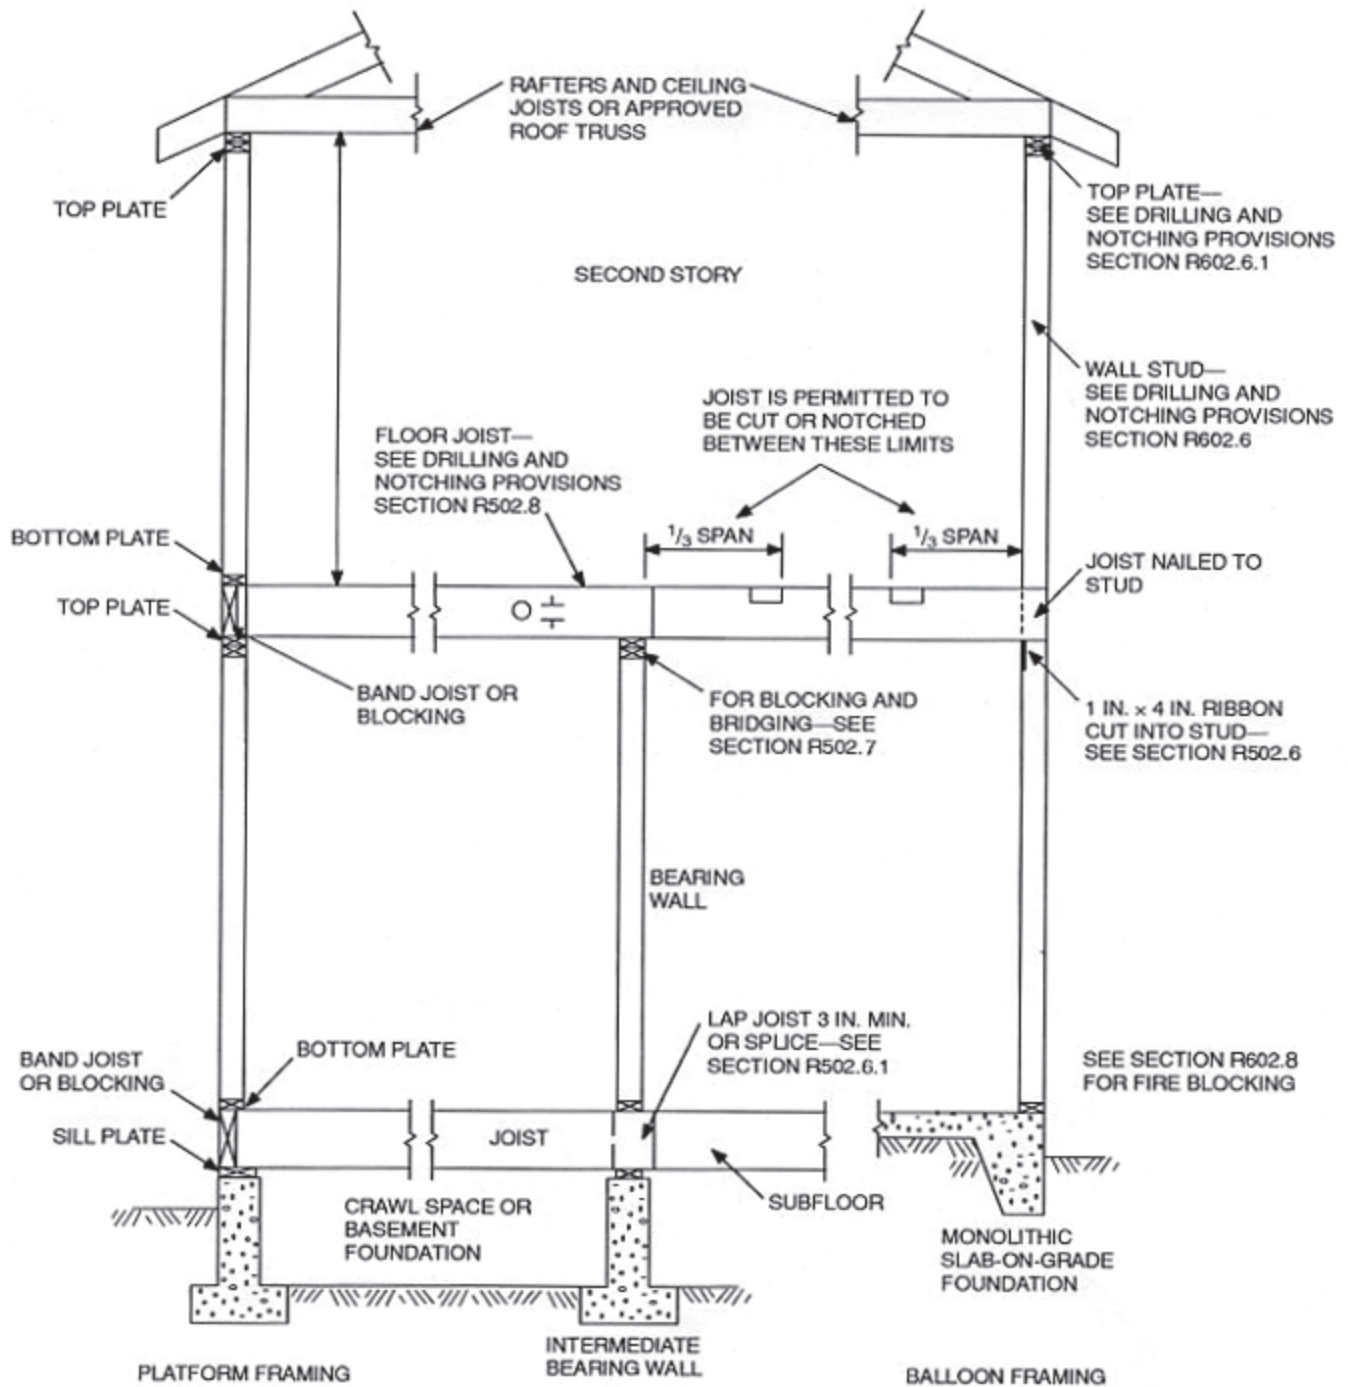 RAFTERS AND CEILING
JOISTS OR APPROVED
ROOF TRUSS
TOP PLATE
TOP PLATE—
SEE DRILLING AND
NOTCHING PROVISIONS
SECTION R602.6.1
SECOND STORY
WALL STUD—
SEE DRILLING AND
NOTCHING PROVISIONS
SECTION R602.6
JOIST IS PERMITTED TO
BE CUT OR NOTCHED
BETWEEN THESE LIMITS
FLOOR JOIST—
SEE DRILLING AND
NOTCHING PROVISIONS
SECTION R502.8
BOTTOM PLATE
1/3 SPAN
1/3 SPAN
JOIST NAILED TO
STUD
TOP PLATE
BAND JOIST OR
BLOCKING
FOR BLOCKING AND
BRIDGING—SEE
SECTION R502.7
1 IN. × 4 IN. RIBBON
CUT INTO STUD—
SEE SECTION R502.6
BEARING
WALL
LAP JOIST 3 IN. MIN.
OR SPLICE—SEE
SECTION R502.6.1
BOTTOM PLATE
BAND JOIST
OR BLOCKING
SEE SECTION R602.8
FOR FIRE BLOCKING
SILL PLATE
JOIST
SUBFLOOR
CRAWL SPACE OR
BASEMENT
FOUNDATION
MONOLITHIC
SLAB-ON-GRADE
FOUNDATION
PLATFORM FRAMING
INTERMEDIATE
BEARING WALL
BALLOON FRAMING